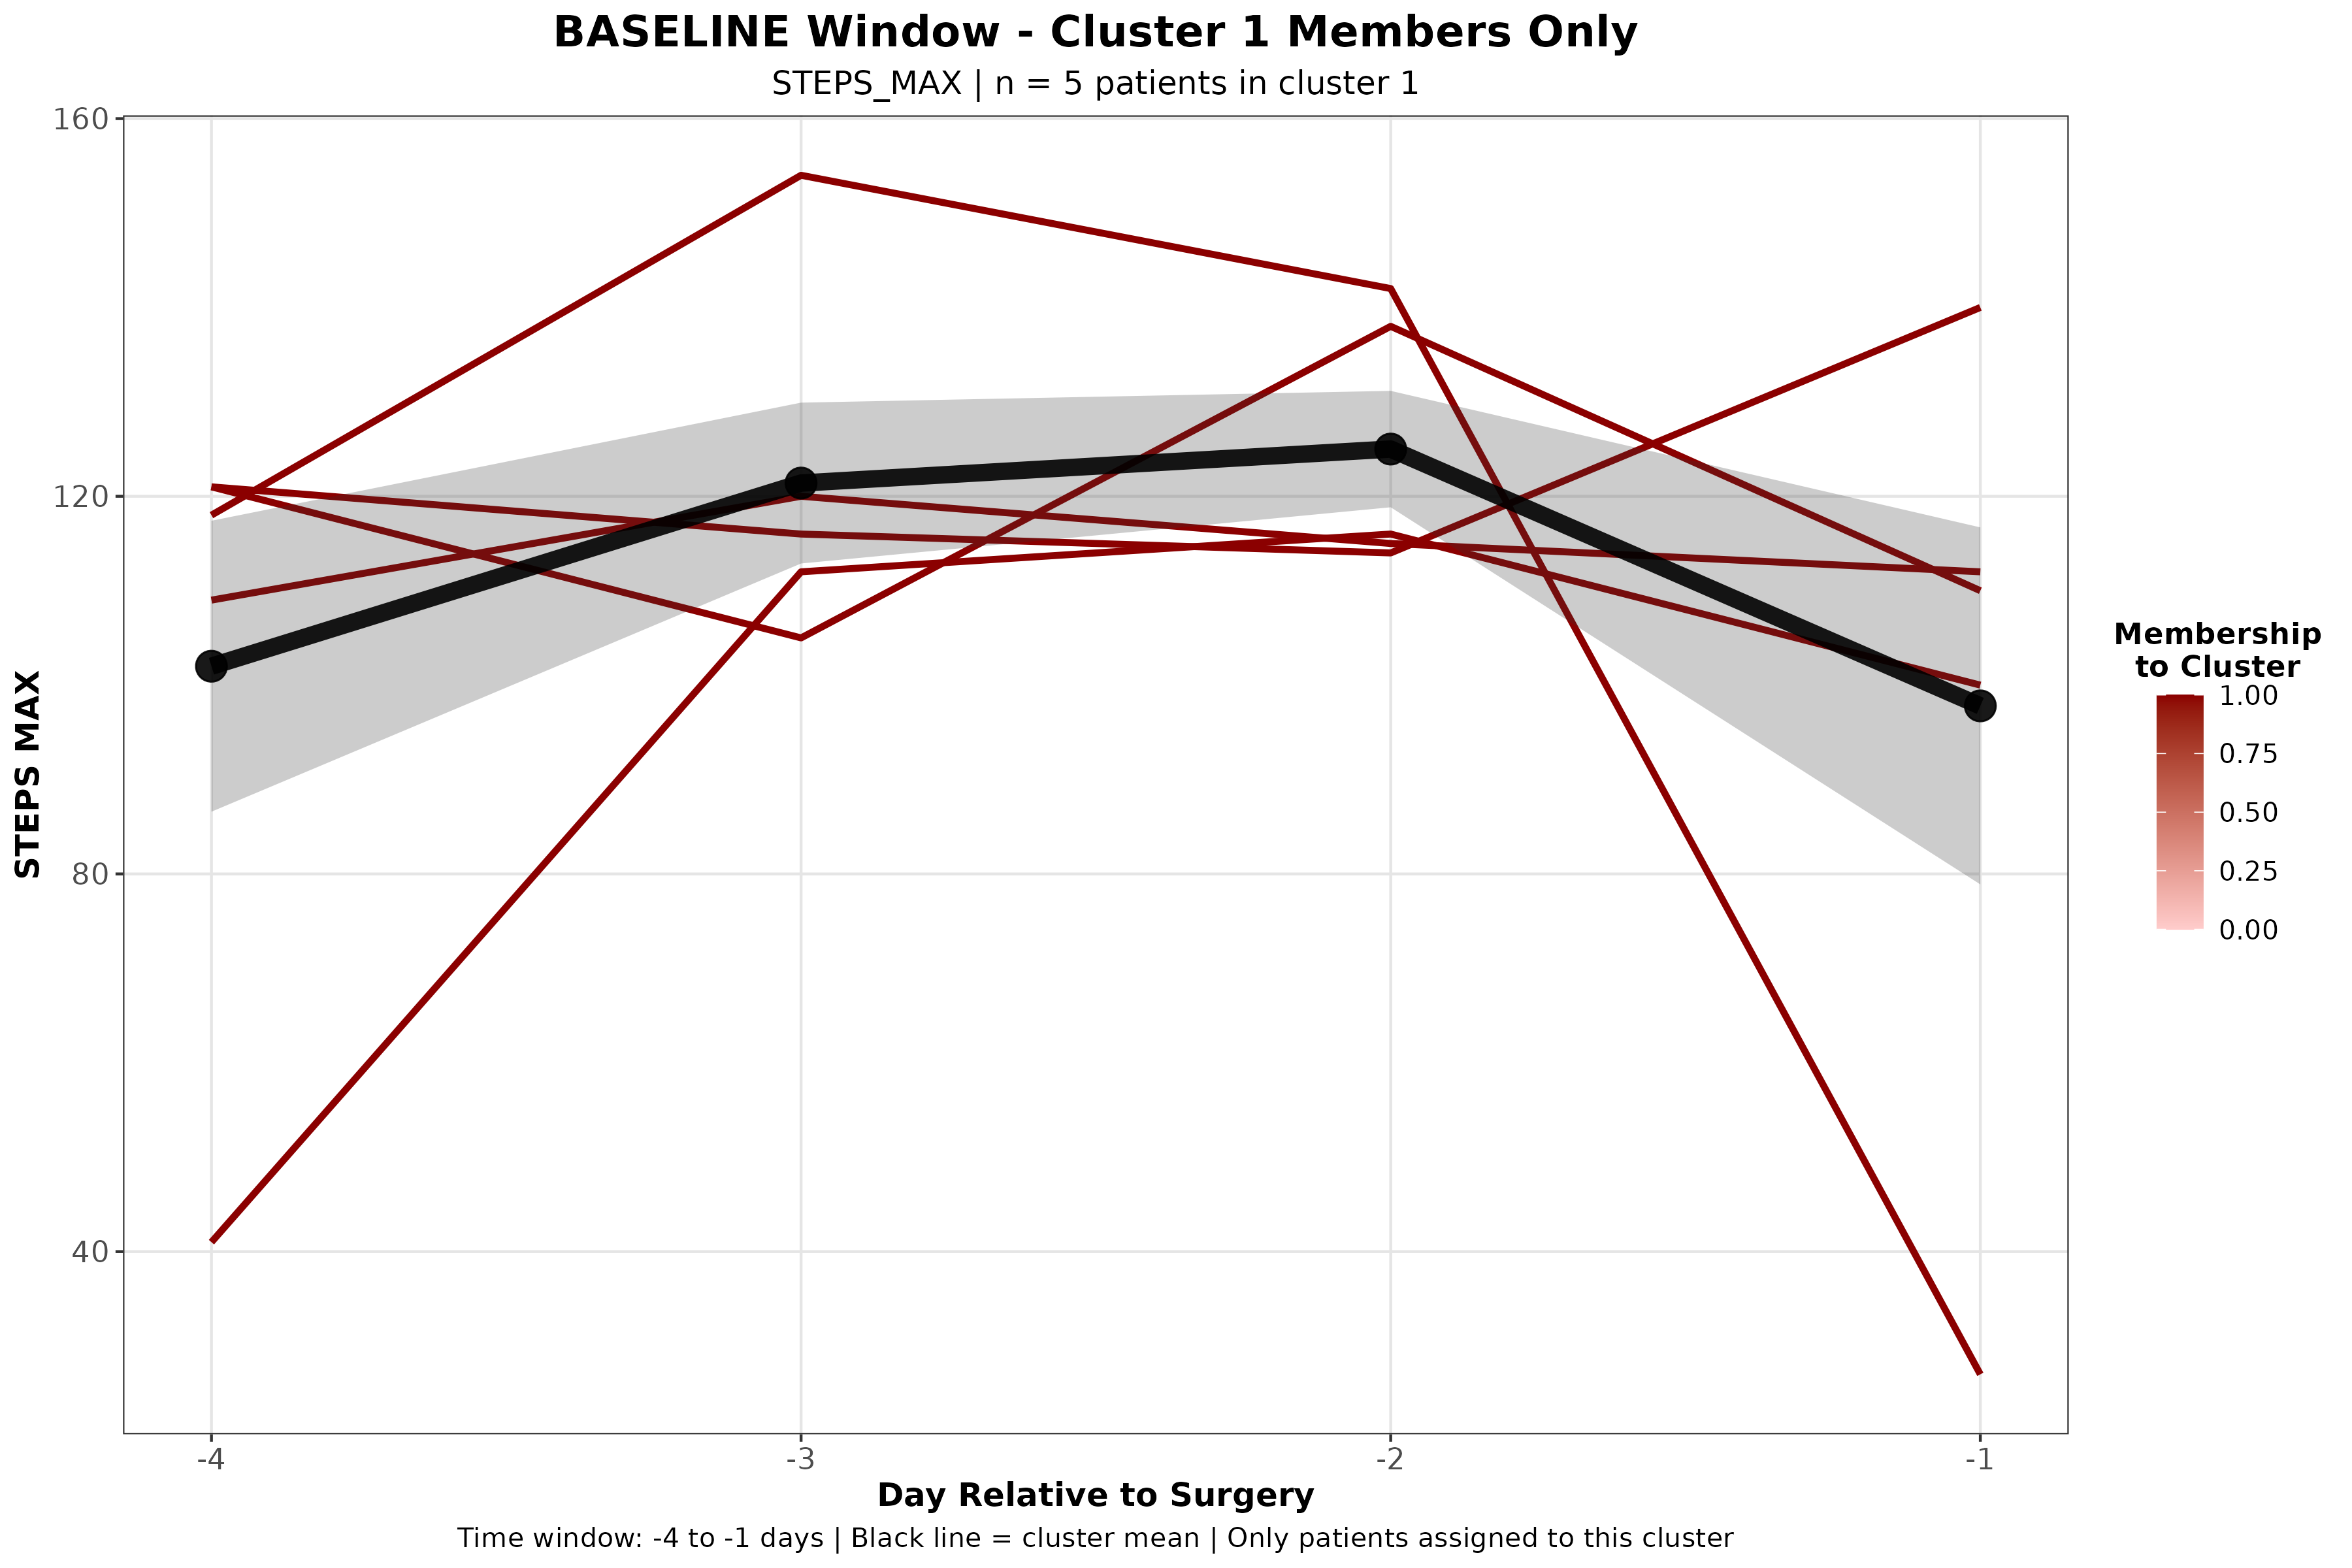 BASELINE Window - Cluster 1 Members Only
STEPS_MAX | n = 5 patients in cluster 1
160
120
80
40
STEPS MAX
-4
-3
-2
-1
Day Relative to Surgery
Time window: -4 to -1 days | Black line = cluster mean | Only patients assigned to this cluster
Membership
to Cluster
1.00
0.75
0.50
0.25
0.00